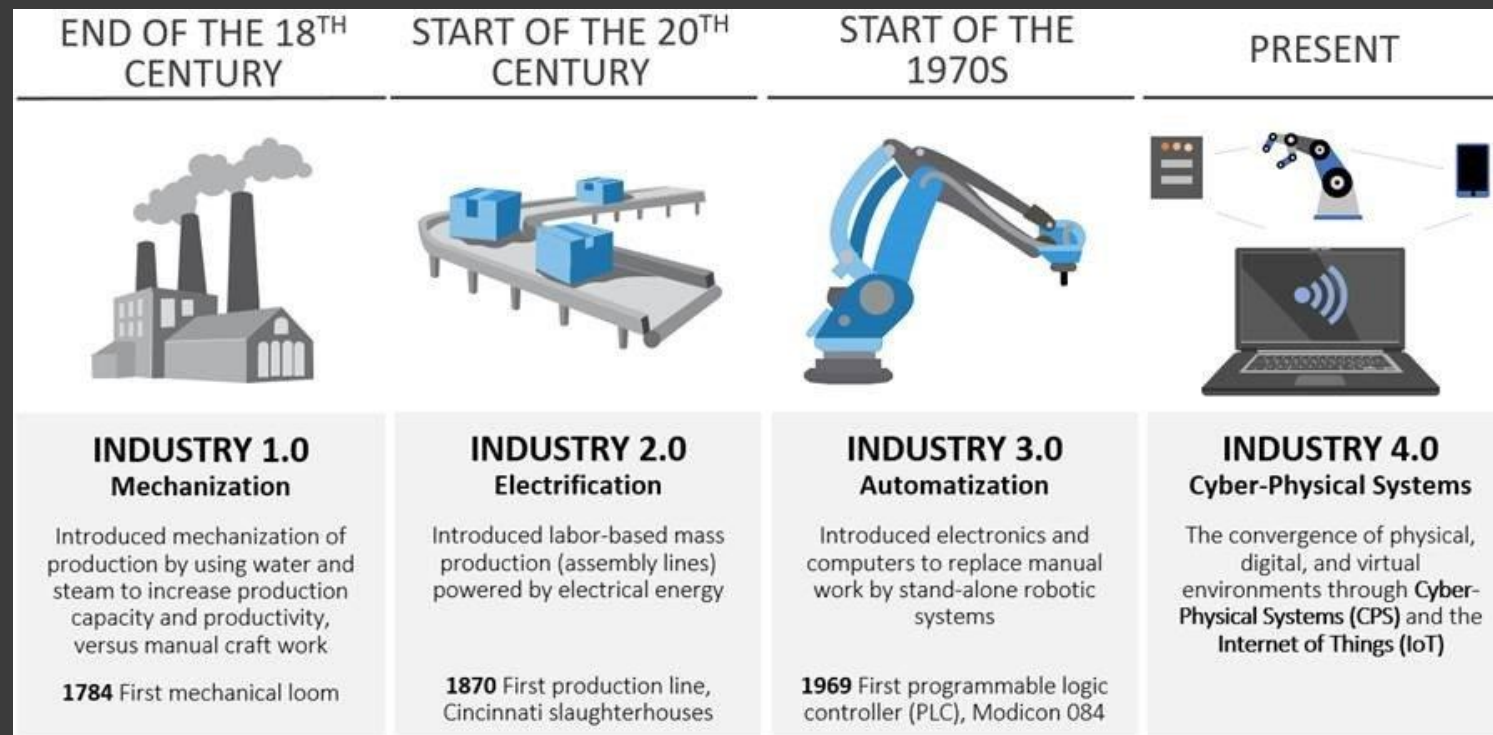 END OF THE 18TH
CENTURY
START OF THE 20TH
CENTURY
START OF THE
1970S
PRESENT
INDUSTRY 1.0
Mechanization
Introduced mechanization of
production by using water and
steam to increase production
capacity and productivity,
versus manual craft work
1784 First mechanical loom
INDUSTRY 2.0
Electrification
Introduced labor-based mass
production (assembly lines)
powered by electrical energy
1870 First production line,
Cincinnati slaughterhouses
INDUSTRY 3.0
Automatization
Introduced electronics and
computers to replace manual
work by stand-alone robotic
systems
1969 First programmable logic
controller (PLC), Modicon 084
INDUSTRY 4.0
Cyber-Physical Systems
The convergence of physical,
digital, and virtual
environments through Cyber-
Physical Systems (CPS) and the
Internet of Things (IoT)